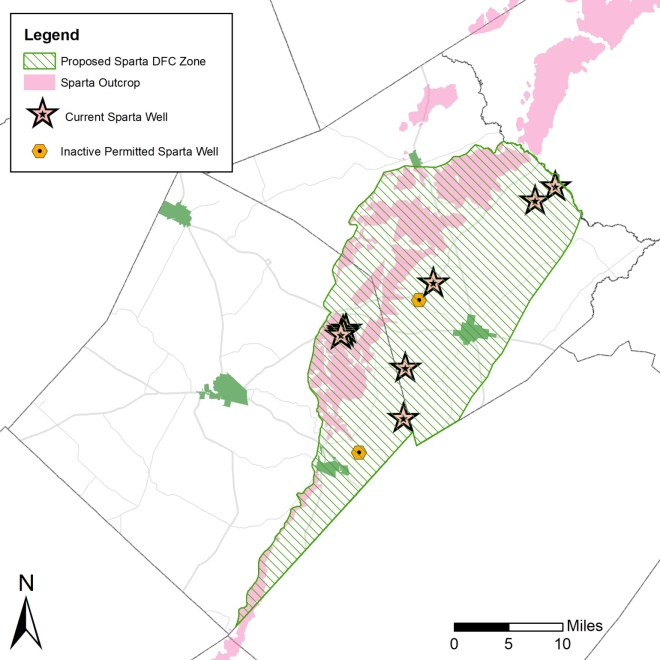 Legend
Proposed Sparta DFC Zone
Sparta Outcrop
Current Sparta Well
Inactive Permitted Sparta Well
N
Miles
0 5 10